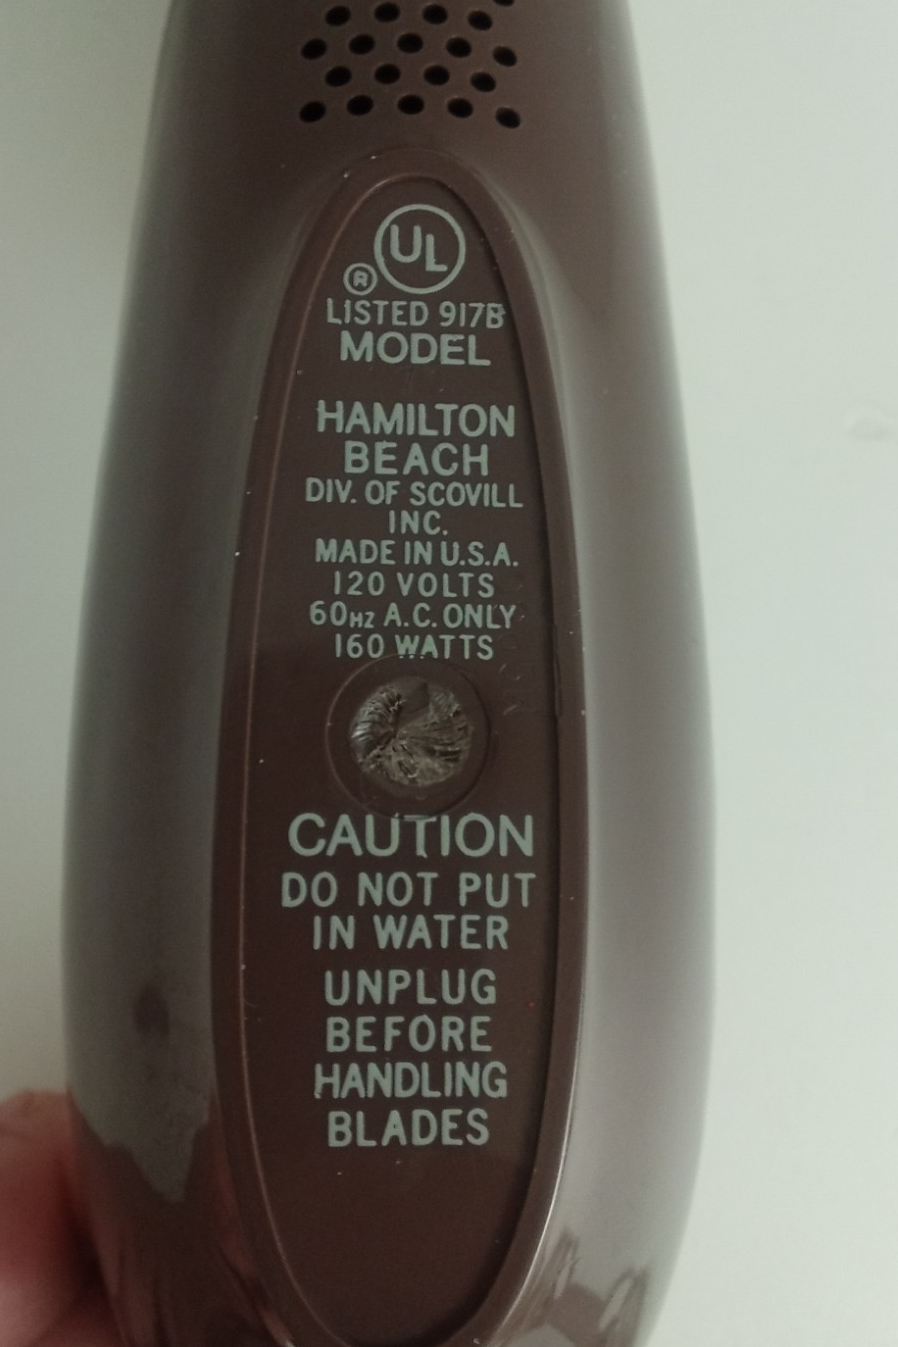 UL
®
LISTED 917B
MODEL
HAMILTON
BEACH
DIV. OF SCOVILL
INC.
MADE IN U.S.A.
120 VOLTS
60HZ A.C. ONLY
160 WATTS
CAUTION
DO NOT PUT
IN WATER
UNPLUG
BEFORE
HANDLING
BLADES